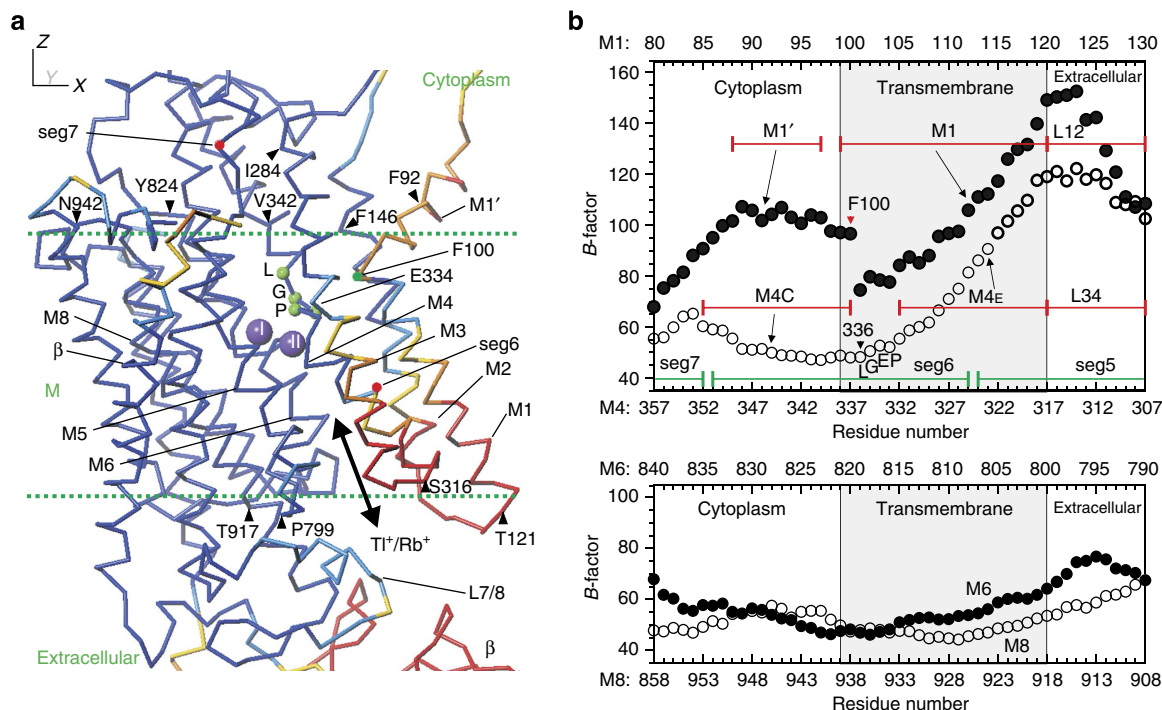 a
Z
Y
X
Cytoplasm
seg7
I284
F92
N942
Y824
V342
M1′
F146
F100
L
G
P
E334
M4
M8
I
II
M3
β
seg6
M
M2
M1
M5
M6
S316
T917
P799
Tl⁺/Rb⁺
T121
L7/8
Extracellular
β
b
M1: 80 85 90 95 100 105 110 115 120 125 130
160
140
120
100
80
60
40
B-factor
Cytoplasm
Transmembrane
Extracellular
M1′
M1
L12
F100
M4C
M4E
L34
336
LGEP
seg7
seg6
seg5
M4: 357 352 347 342 337 332 327 322 317 312 307
Residue number
M6: 840 835 830 825 820 815 810 805 800 795 790
100
80
60
40
B-factor
Cytoplasm
Transmembrane
Extracellular
M6
M8
M8: 858 953 948 943 938 933 928 923 918 913 908
Residue number